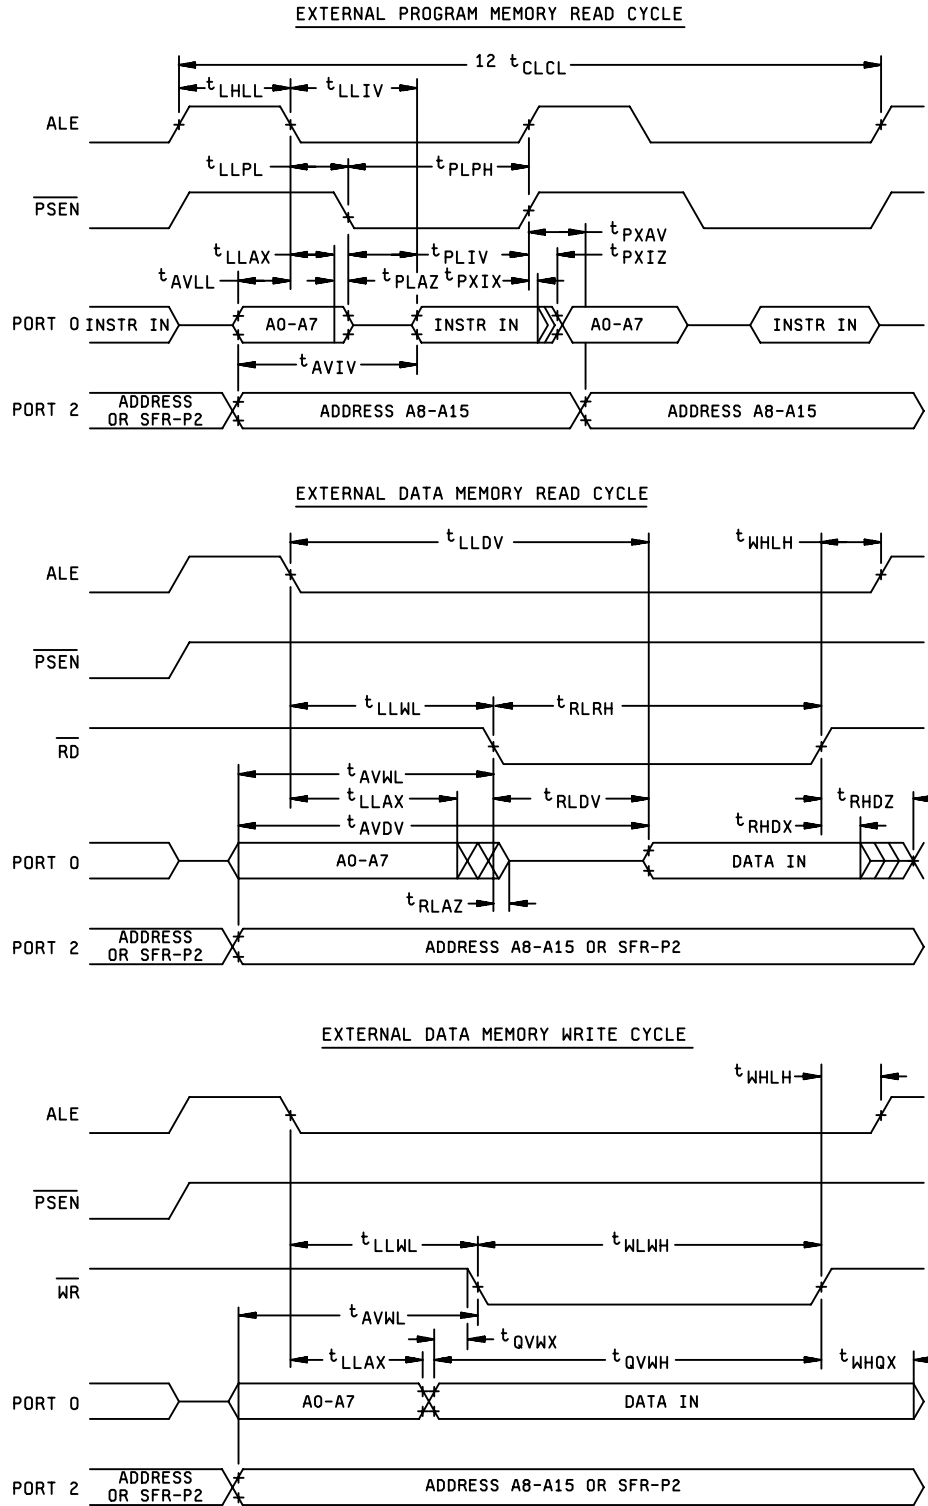 EXTERNAL PROGRAM MEMORY READ CYCLE
12 tCLCL
tLHLL tLLIV
ALE
tLLPL tPLPH
PSEN
tPXAV
tLLAX tPLIV tPXIZ
tAVLL tPLAZ tPXIX
PORT 0 INSTR IN A0-A7 INSTR IN A0-A7 INSTR IN
tAVIV
PORT 2 ADDRESS OR SFR-P2 ADDRESS A8-A15 ADDRESS A8-A15
EXTERNAL DATA MEMORY READ CYCLE
tLLDV tWHLH
ALE
PSEN
tLLWL tRLRH
RD
tAVWL
tLLAX tRLDV tRHDZ
tAVDV tRHDX
PORT 0 A0-A7 DATA IN
tRLAZ
PORT 2 ADDRESS OR SFR-P2 ADDRESS A8-A15 OR SFR-P2
EXTERNAL DATA MEMORY WRITE CYCLE
tWHLH
ALE
PSEN
tLLWL tWLWH
WR
tAVWL
tQVWX
tLLAX tQVWH tWHQX
PORT 0 A0-A7 DATA IN
PORT 2 ADDRESS OR SFR-P2 ADDRESS A8-A15 OR SFR-P2